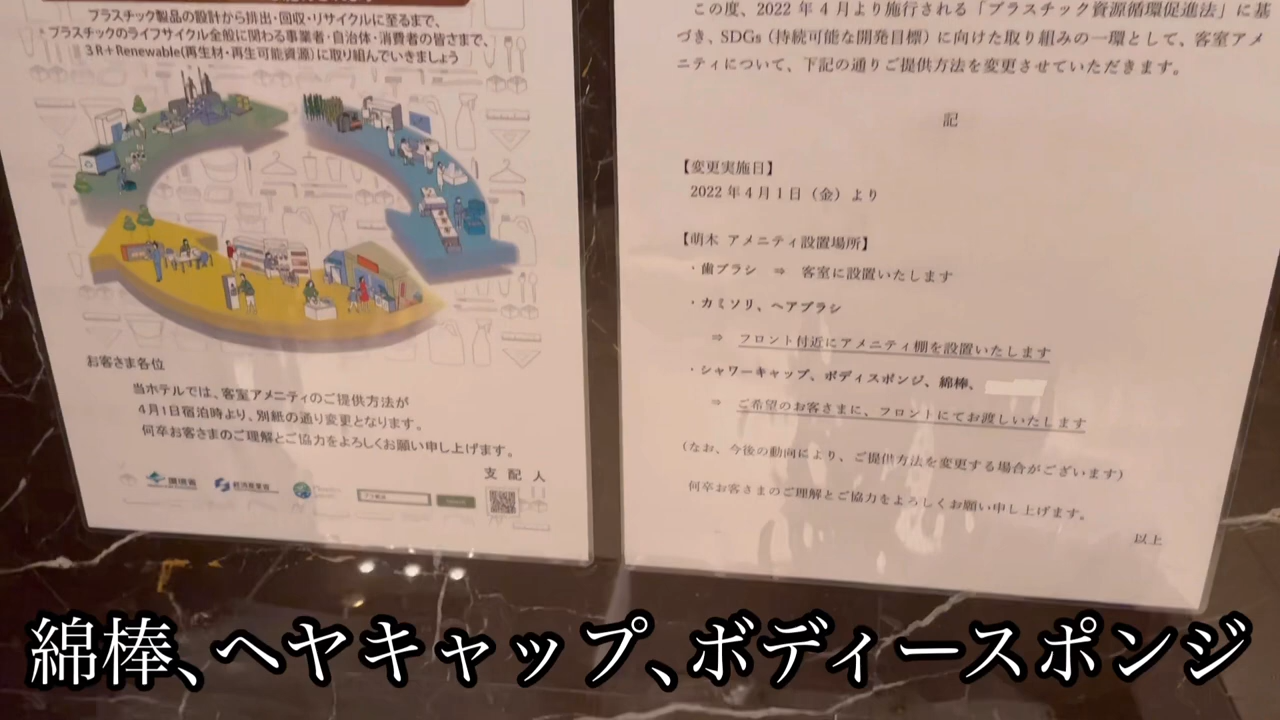 プラスチック製品の設計から排出・回収・リサイクルに至るまで、
プラスチックのライフサイクル全般に関わる事業者・自治体・消費者の皆さまで、
3R＋Renewable(再生材・再生可能資源)に取り組んでいきましょう
お客さま各位
当ホテルでは、客室アメニティのご提供方法が
4月1日宿泊時より、別紙の通り変更となります。
何卒お客さまのご理解とご協力をよろしくお願い申し上げます。
支 配 人
環境省
経済産業省
この度、2022 年 4 月より施行される「プラスチック資源循環促進法」に基
づき、SDGs（持続可能な開発目標）に向けた取り組みの一環として、客室アメ
ニティについて、下記の通りご提供方法を変更させていただきます。
記
【変更実施日】
2022 年 4 月 1 日（金）より
【萌木 アメニティ設置場所】
・歯ブラシ ⇒ 客室に設置いたします
・カミソリ、ヘアブラシ
⇒ フロント付近にアメニティ棚を設置いたします
・シャワーキャップ、ボディスポンジ、綿棒、
⇒ ご希望のお客さまに、フロントにてお渡しいたします
（なお、今後の動向により、ご提供方法を変更する場合がございます）
何卒お客さまのご理解とご協力をよろしくお願い申し上げます。
以上
綿棒、ヘヤキャップ、ボディースポンジ